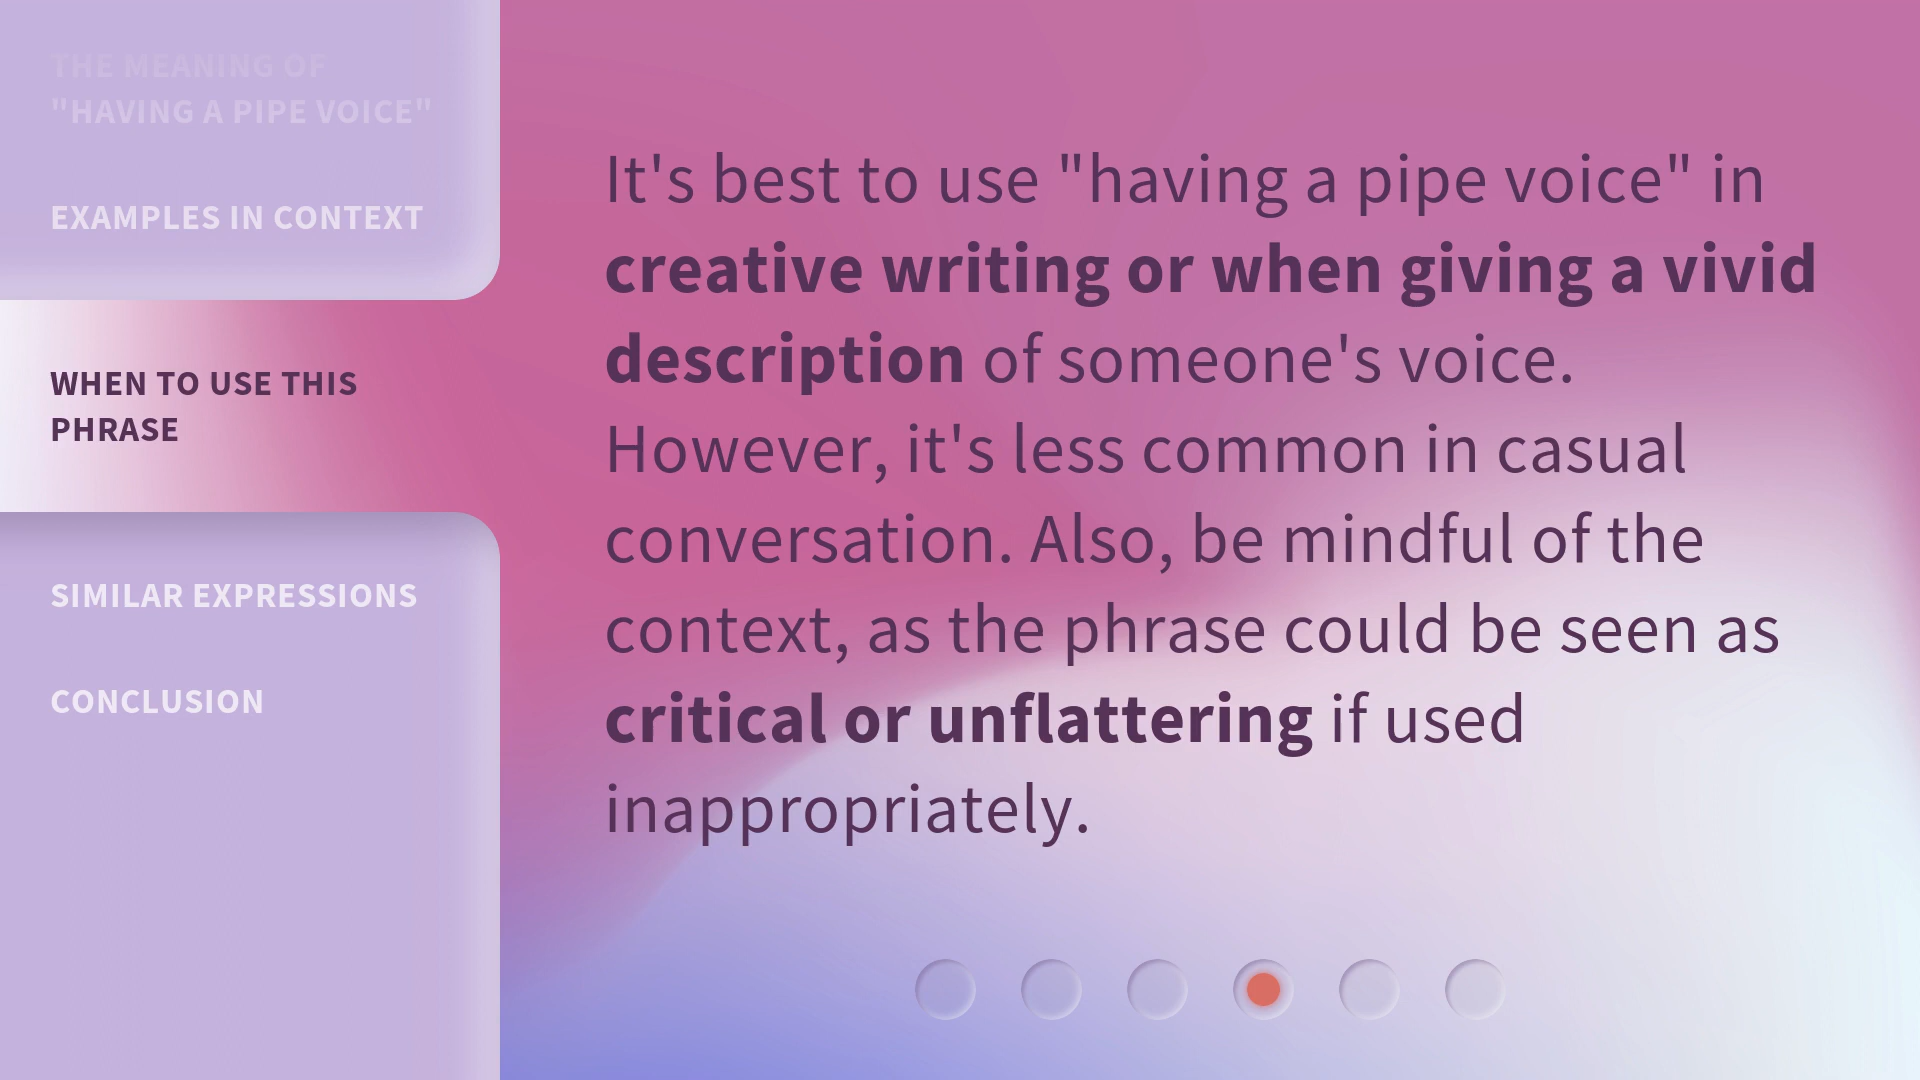 THE MEANING OF
"HAVING A PIPE VOICE"
EXAMPLES IN CONTEXT
WHEN TO USE THIS
PHRASE
SIMILAR EXPRESSIONS
CONCLUSION
It's best to use "having a pipe voice" in
creative writing or when giving a vivid
description of someone's voice.
However, it's less common in casual
conversation. Also, be mindful of the
context, as the phrase could be seen as
critical or unflattering if used
inappropriately.